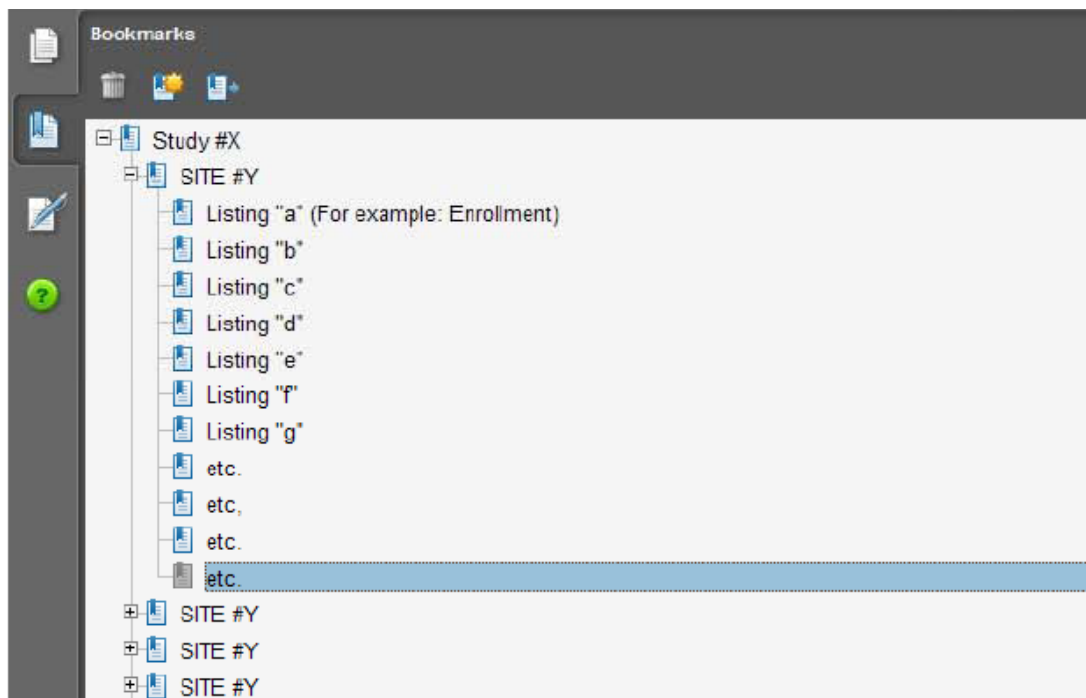 Bookmarks
Study #X
SITE #Y
Listing "a" (For example: Enrollment)
Listing "b"
Listing "c"
Listing "d"
Listing "e"
Listing "f"
Listing "g"
etc.
etc,
etc.
etc.
SITE #Y
SITE #Y
SITE #Y